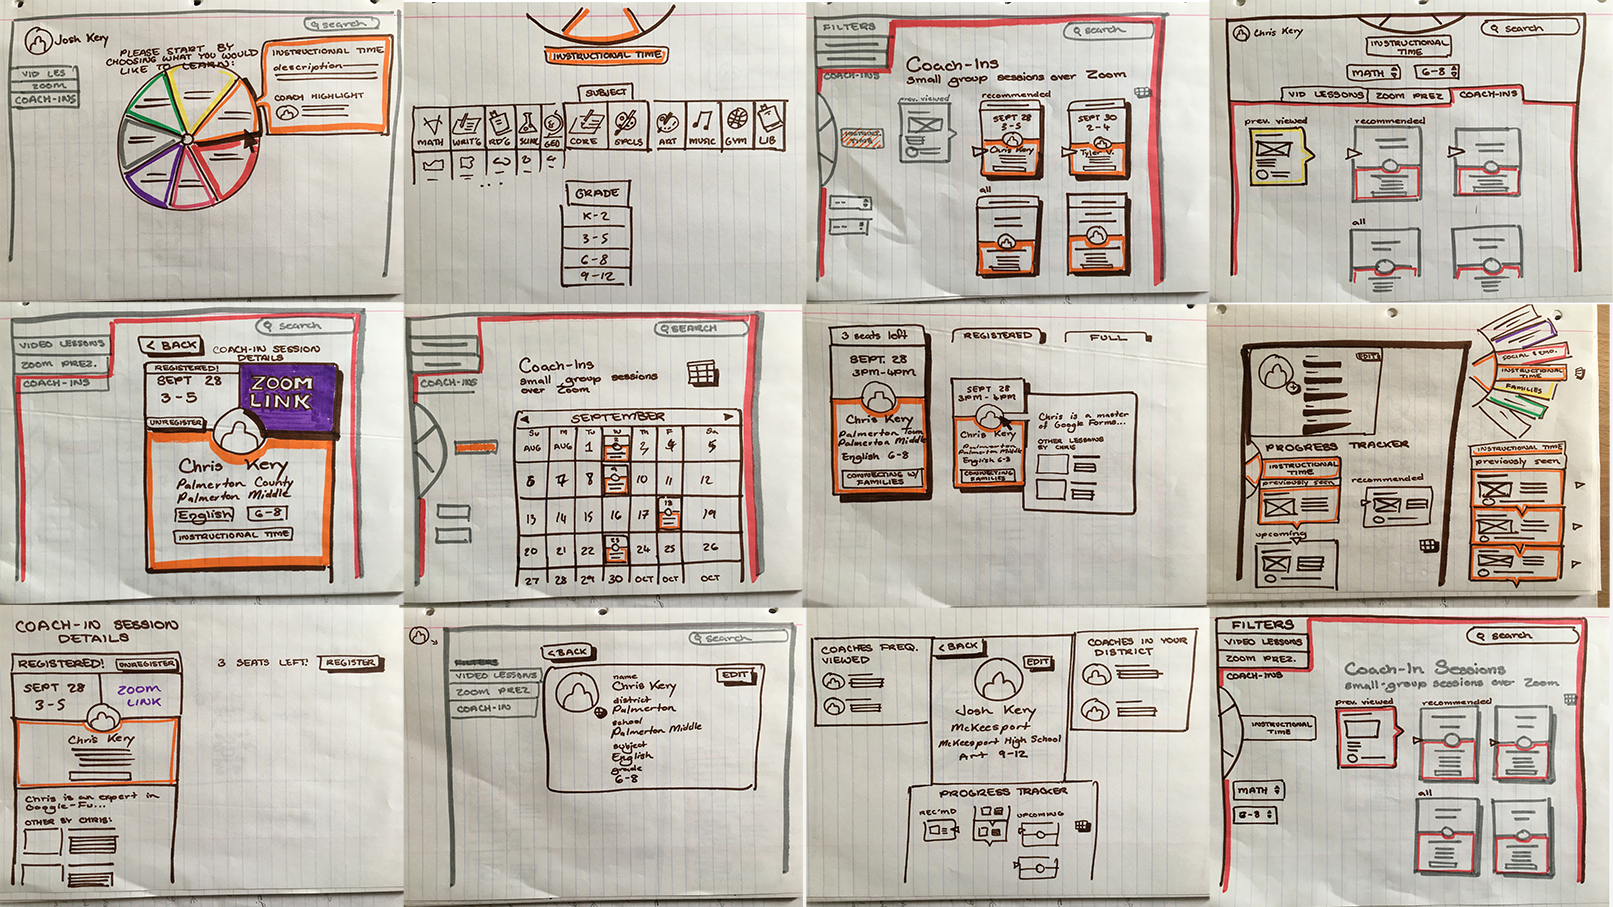 Josh Kery
search
PLEASE START BY
CHOOSING WHAT YOU WOULD
LIKE TO LEARN:
VID LES
ZOOM
COACH-INS
INSTRUCTIONAL TIME
description
COACH HIGHLIGHT
INSTRUCTIONAL TIME
SUBJECT
MATH
WRIT'G
RD'G
GEO
CORE
SPCLS
ART
MUSIC
GYM
LIB
GRADE
K-2
3-5
6-8
9-12
FILTERS
COACH-INS
search
Coach-Ins
small group sessions over Zoom
prev. viewed
recommended
SEPT 28
3-5
Chris Kery
SEPT 30
2-4
Tyler V.
all
Chris Kery
search
INSTRUCTIONAL
TIME
MATH
6-8
VID LESSONS
ZOOM PREZ
COACH-INS
prev. viewed
recommended
all
VIDEO LESSONS
ZOOM PREZ.
COACH-INS
search
< BACK
COACH-IN SESSION
DETAILS
REGISTERED!
SEPT 28
3-5
ZOOM
LINK
UNREGISTER
Chris Kery
Palmerton County
Palmerton Middle
English
6-8
INSTRUCTIONAL TIME
COACH-INS
SEARCH
Coach-Ins
small group sessions
over Zoom
SEPTEMBER
Su M Tu W Th F Sa
AUG AUG 1 2 3 4 5
6 7 8 9 10 11 12
13 14 15 16 17 18 19
20 21 22 23 24 25 26
27 28 29 30 OCT OCT OCT
3 seats left
REGISTERED
FULL
SEPT. 28
3PM-4PM
Chris Kery
Palmerton Town
Palmerton Middle
English 6-8
CONNECTING W/
FAMILIES
SEPT 28
3PM-4PM
Chris Kery
Palmerton
Palmerton Middle
English 6-8
CONNECTING
FAMILIES
Chris is a master
of Google Forms...
OTHER LESSONS
BY CHRIS
EDIT
SOCIAL & EMO.
INSTRUCTIONAL
TIME
FAMILIES
PROGRESS TRACKER
INSTRUCTIONAL
TIME
previously seen
recommended
upcoming
INSTRUCTIONAL TIME
previously seen
COACH-IN SESSION
DETAILS
REGISTERED!
UNREGISTER
SEPT 28
3-5
ZOOM
LINK
Chris Kery
Chris is an expert in
Google-Fu...
OTHER BY CHRIS:
3 SEATS LEFT!
REGISTER
FILTERS
VIDEO LESSONS
ZOOM PREZ
COACH-IN
search
< BACK
EDIT
name
Chris Kery
district
Palmerton
school
Palmerton Middle
subject
English
grade
6-8
COACHES FREQ.
VIEWED
< BACK
EDIT
Josh Kery
McKeesport
McKeesport High School
Art 9-12
COACHES IN YOUR
DISTRICT
PROGRESS TRACKER
REC'MD
UPCOMING
FILTERS
VIDEO LESSONS
ZOOM PREZ.
COACH-INS
search
Coach-In Sessions
small-group sessions over Zoom
prev. viewed
recommended
INSTRUCTIONAL
TIME
all
MATH
6-8